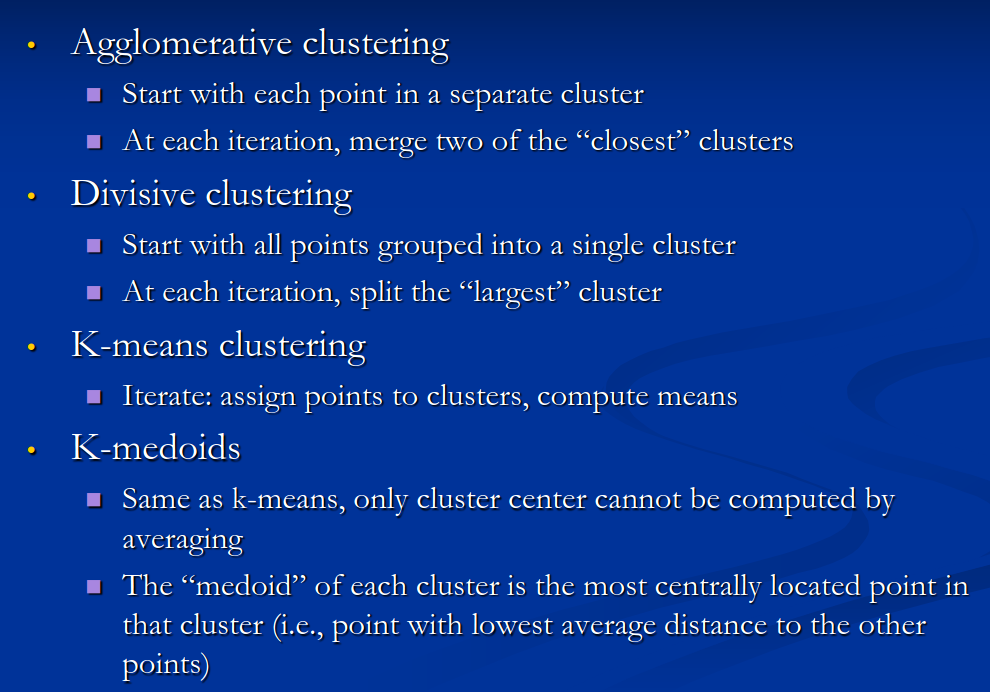 • Agglomerative clustering
■ Start with each point in a separate cluster
■ At each iteration, merge two of the “closest” clusters
• Divisive clustering
■ Start with all points grouped into a single cluster
■ At each iteration, split the “largest” cluster
• K-means clustering
■ Iterate: assign points to clusters, compute means
• K-medoids
■ Same as k-means, only cluster center cannot be computed by
averaging
■ The “medoid” of each cluster is the most centrally located point in
that cluster (i.e., point with lowest average distance to the other
points)